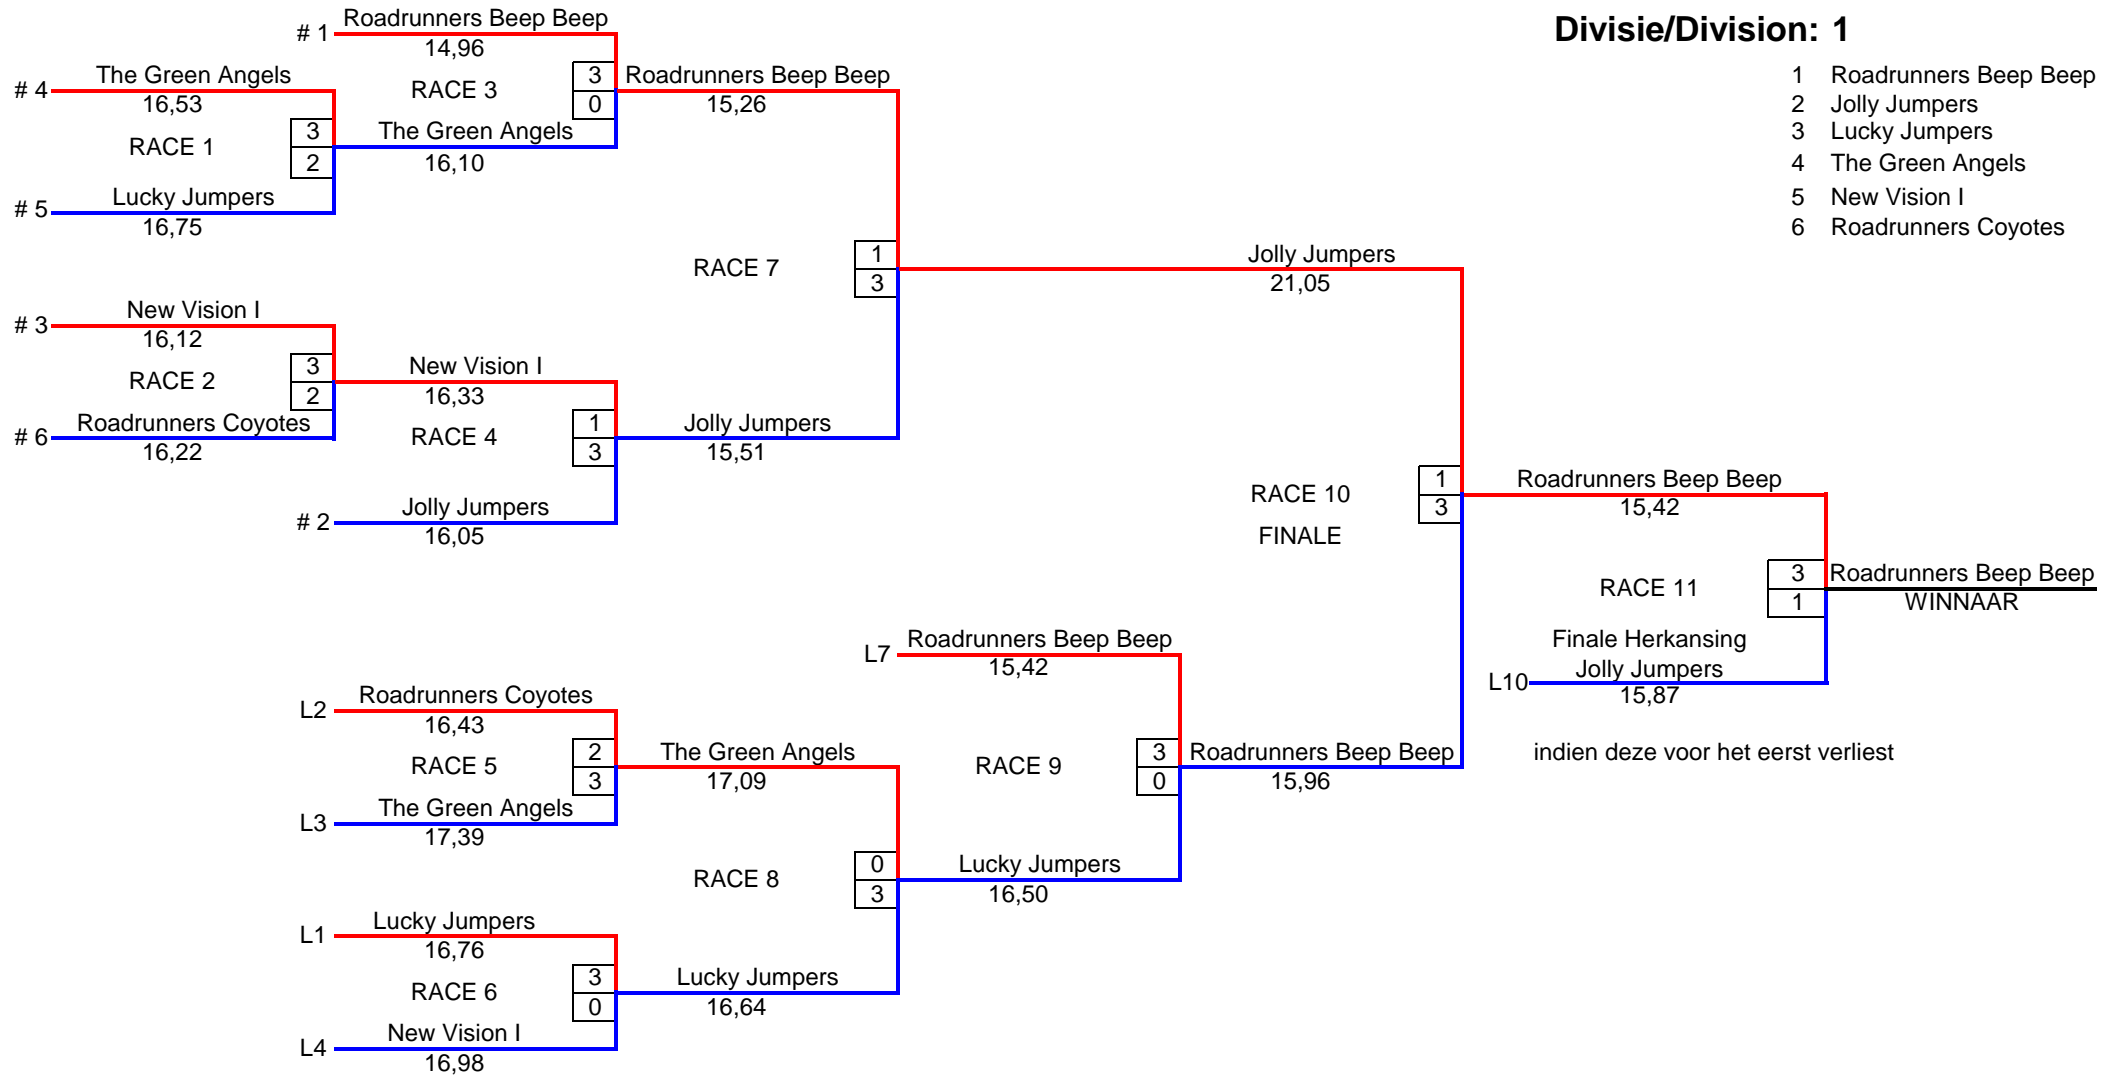 Divisie/Division: 1
1 Roadrunners Beep Beep
2 Jolly Jumpers
3 Lucky Jumpers
4 The Green Angels
5 New Vision I
6 Roadrunners Coyotes
# 1
Roadrunners Beep Beep
14,96
RACE 3
3
0
The Green Angels
16,10
# 4
The Green Angels
16,53
RACE 1
3
2
# 5
Lucky Jumpers
16,75
# 3
New Vision I
16,12
RACE 2
3
2
# 6
Roadrunners Coyotes
16,22
New Vision I
16,33
RACE 4
1
3
# 2
Jolly Jumpers
16,05
Roadrunners Beep Beep
15,26
RACE 7
1
3
Jolly Jumpers
15,51
Jolly Jumpers
21,05
RACE 10
FINALE
1
3
Roadrunners Beep Beep
15,96
Roadrunners Beep Beep
15,42
RACE 11
3
1
Roadrunners Beep Beep
WINNAAR
Finale Herkansing
L10
Jolly Jumpers
15,87
indien deze voor het eerst verliest
L7
Roadrunners Beep Beep
15,42
RACE 9
3
0
Lucky Jumpers
16,50
L2
Roadrunners Coyotes
16,43
RACE 5
2
3
L3
The Green Angels
17,39
The Green Angels
17,09
RACE 8
0
3
Lucky Jumpers
16,64
L1
Lucky Jumpers
16,76
RACE 6
3
0
L4
New Vision I
16,98